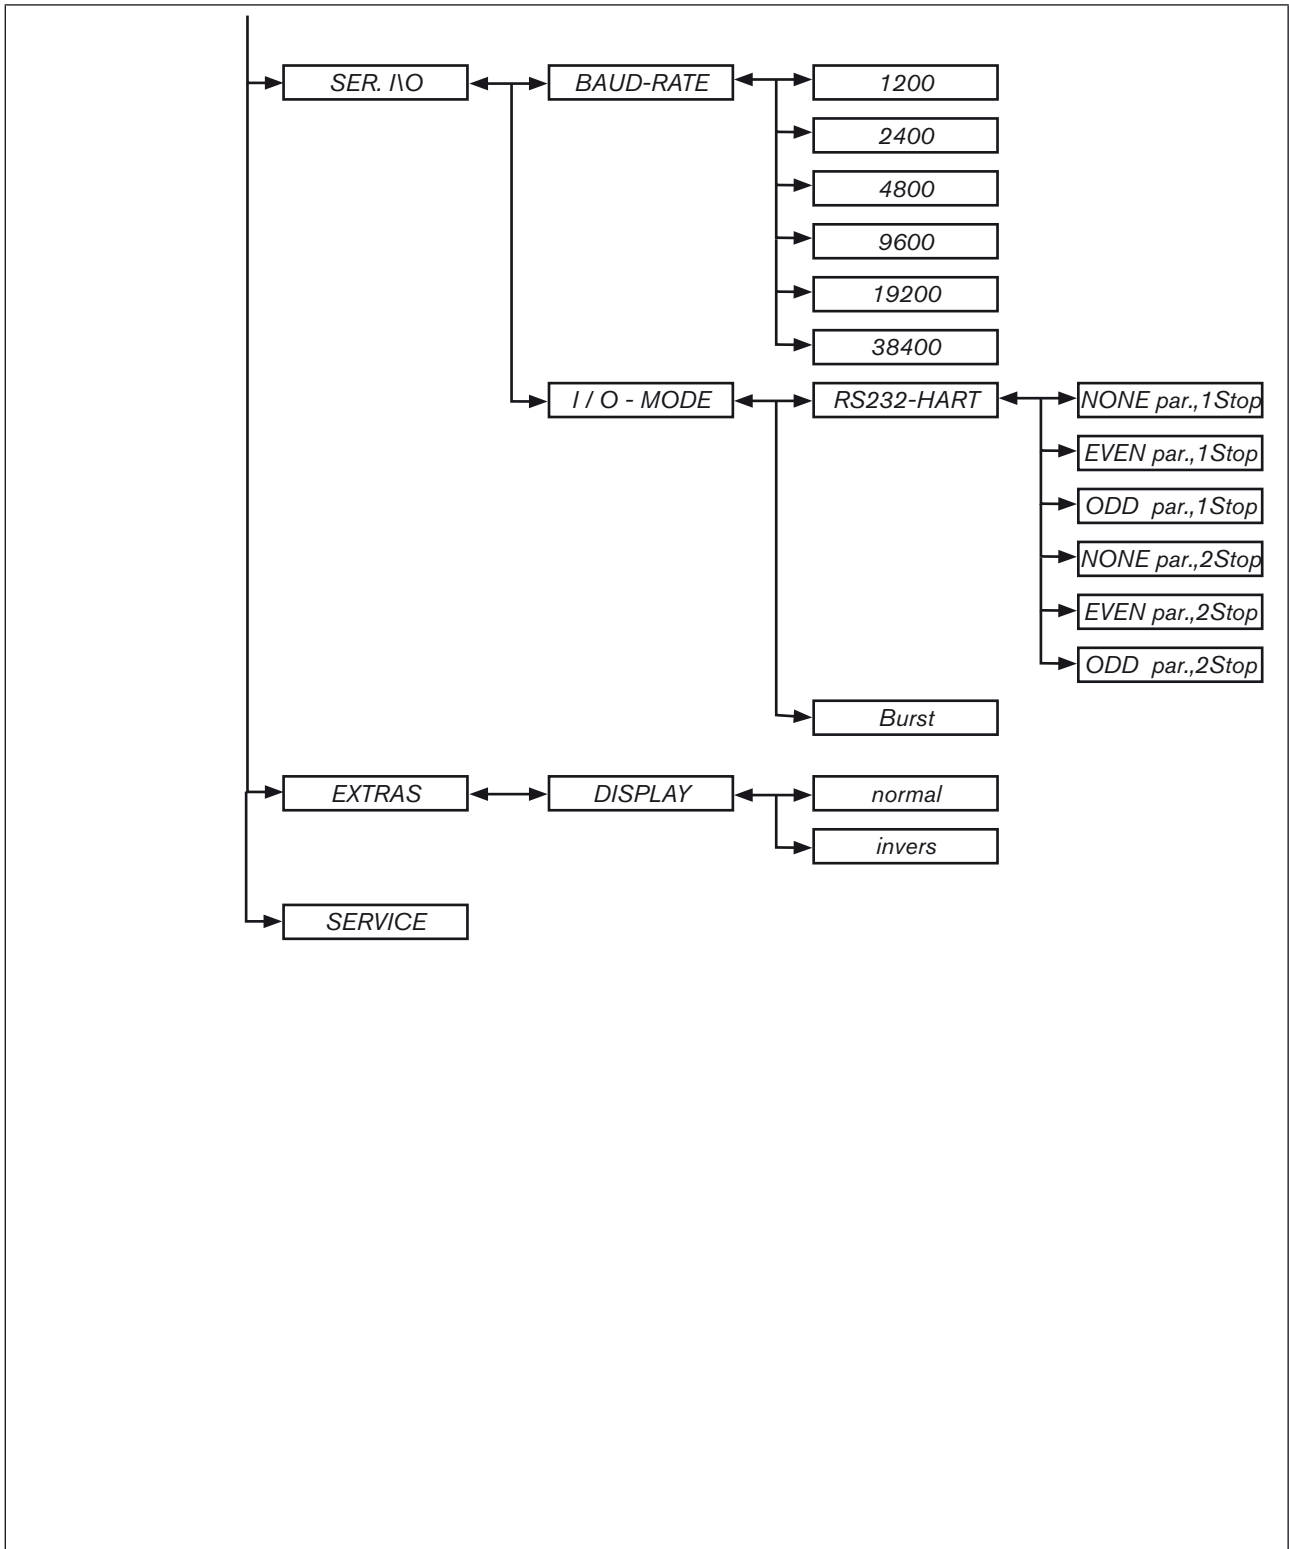 SER. I\O
BAUD-RATE
1200
2400
4800
9600
19200
38400
I / O - MODE
RS232-HART
NONE par.,1Stop
EVEN par.,1Stop
ODD par.,1Stop
NONE par.,2Stop
EVEN par.,2Stop
ODD par.,2Stop
Burst
EXTRAS
DISPLAY
normal
invers
SERVICE